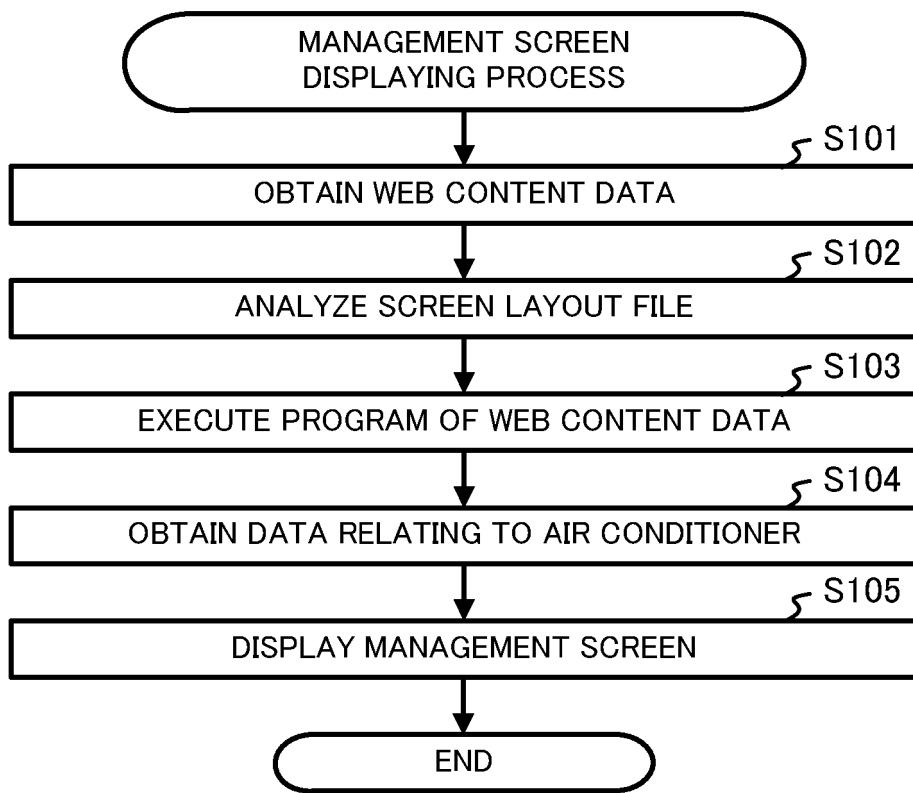 MANAGEMENT SCREEN
DISPLAYING PROCESS
S101
OBTAIN WEB CONTENT DATA
S102
ANALYZE SCREEN LAYOUT FILE
S103
EXECUTE PROGRAM OF WEB CONTENT DATA
S104
OBTAIN DATA RELATING TO AIR CONDITIONER
S105
DISPLAY MANAGEMENT SCREEN
END